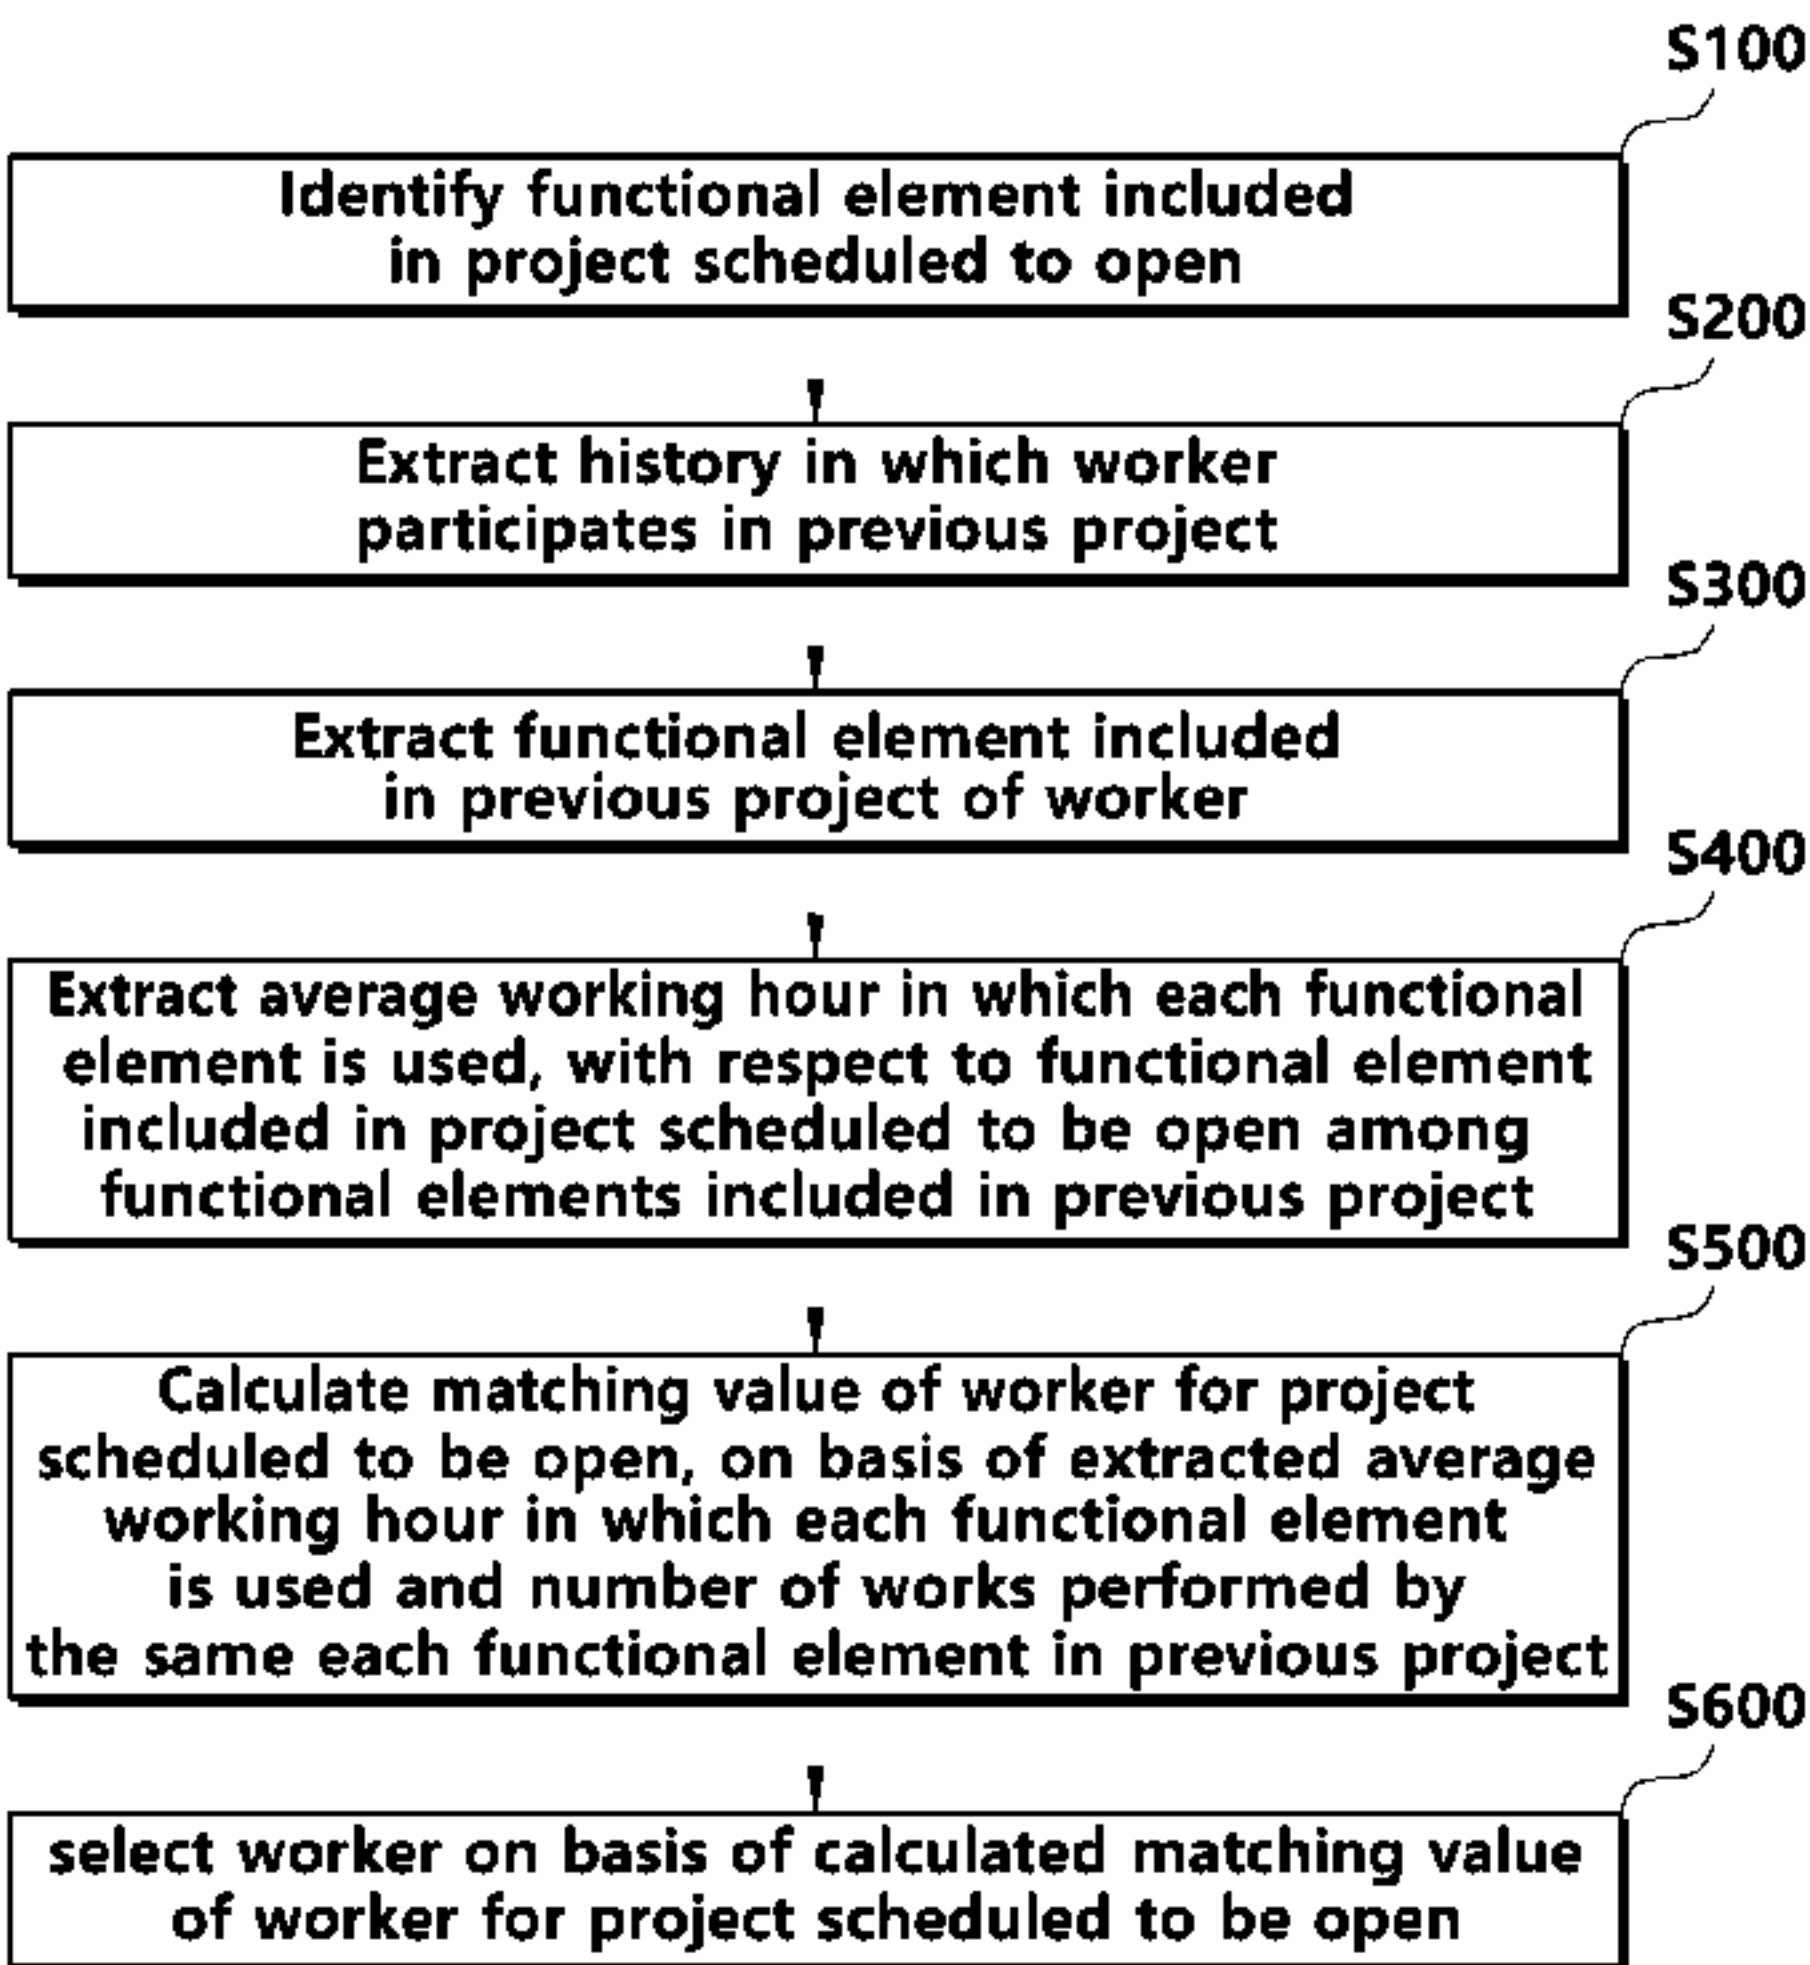 S100
Identify functional element included
in project scheduled to open
S200
Extract history in which worker
participates in previous project
S300
Extract functional element included
in previous project of worker
S400
Extract average working hour in which each functional
element is used, with respect to functional element
included in project scheduled to be open among
functional elements included in previous project
S500
Calculate matching value of worker for project
scheduled to be open, on basis of extracted average
working hour in which each functional element
is used and number of works performed by
the same each functional element in previous project
S600
select worker on basis of calculated matching value
of worker for project scheduled to be open